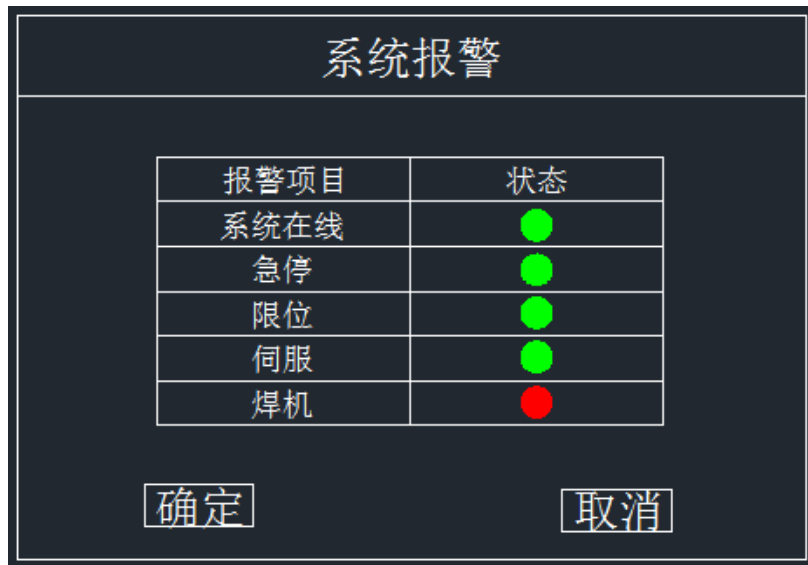 系统报警
报警项目 状态
系统在线
急停
限位
伺服
焊机
确定 取消